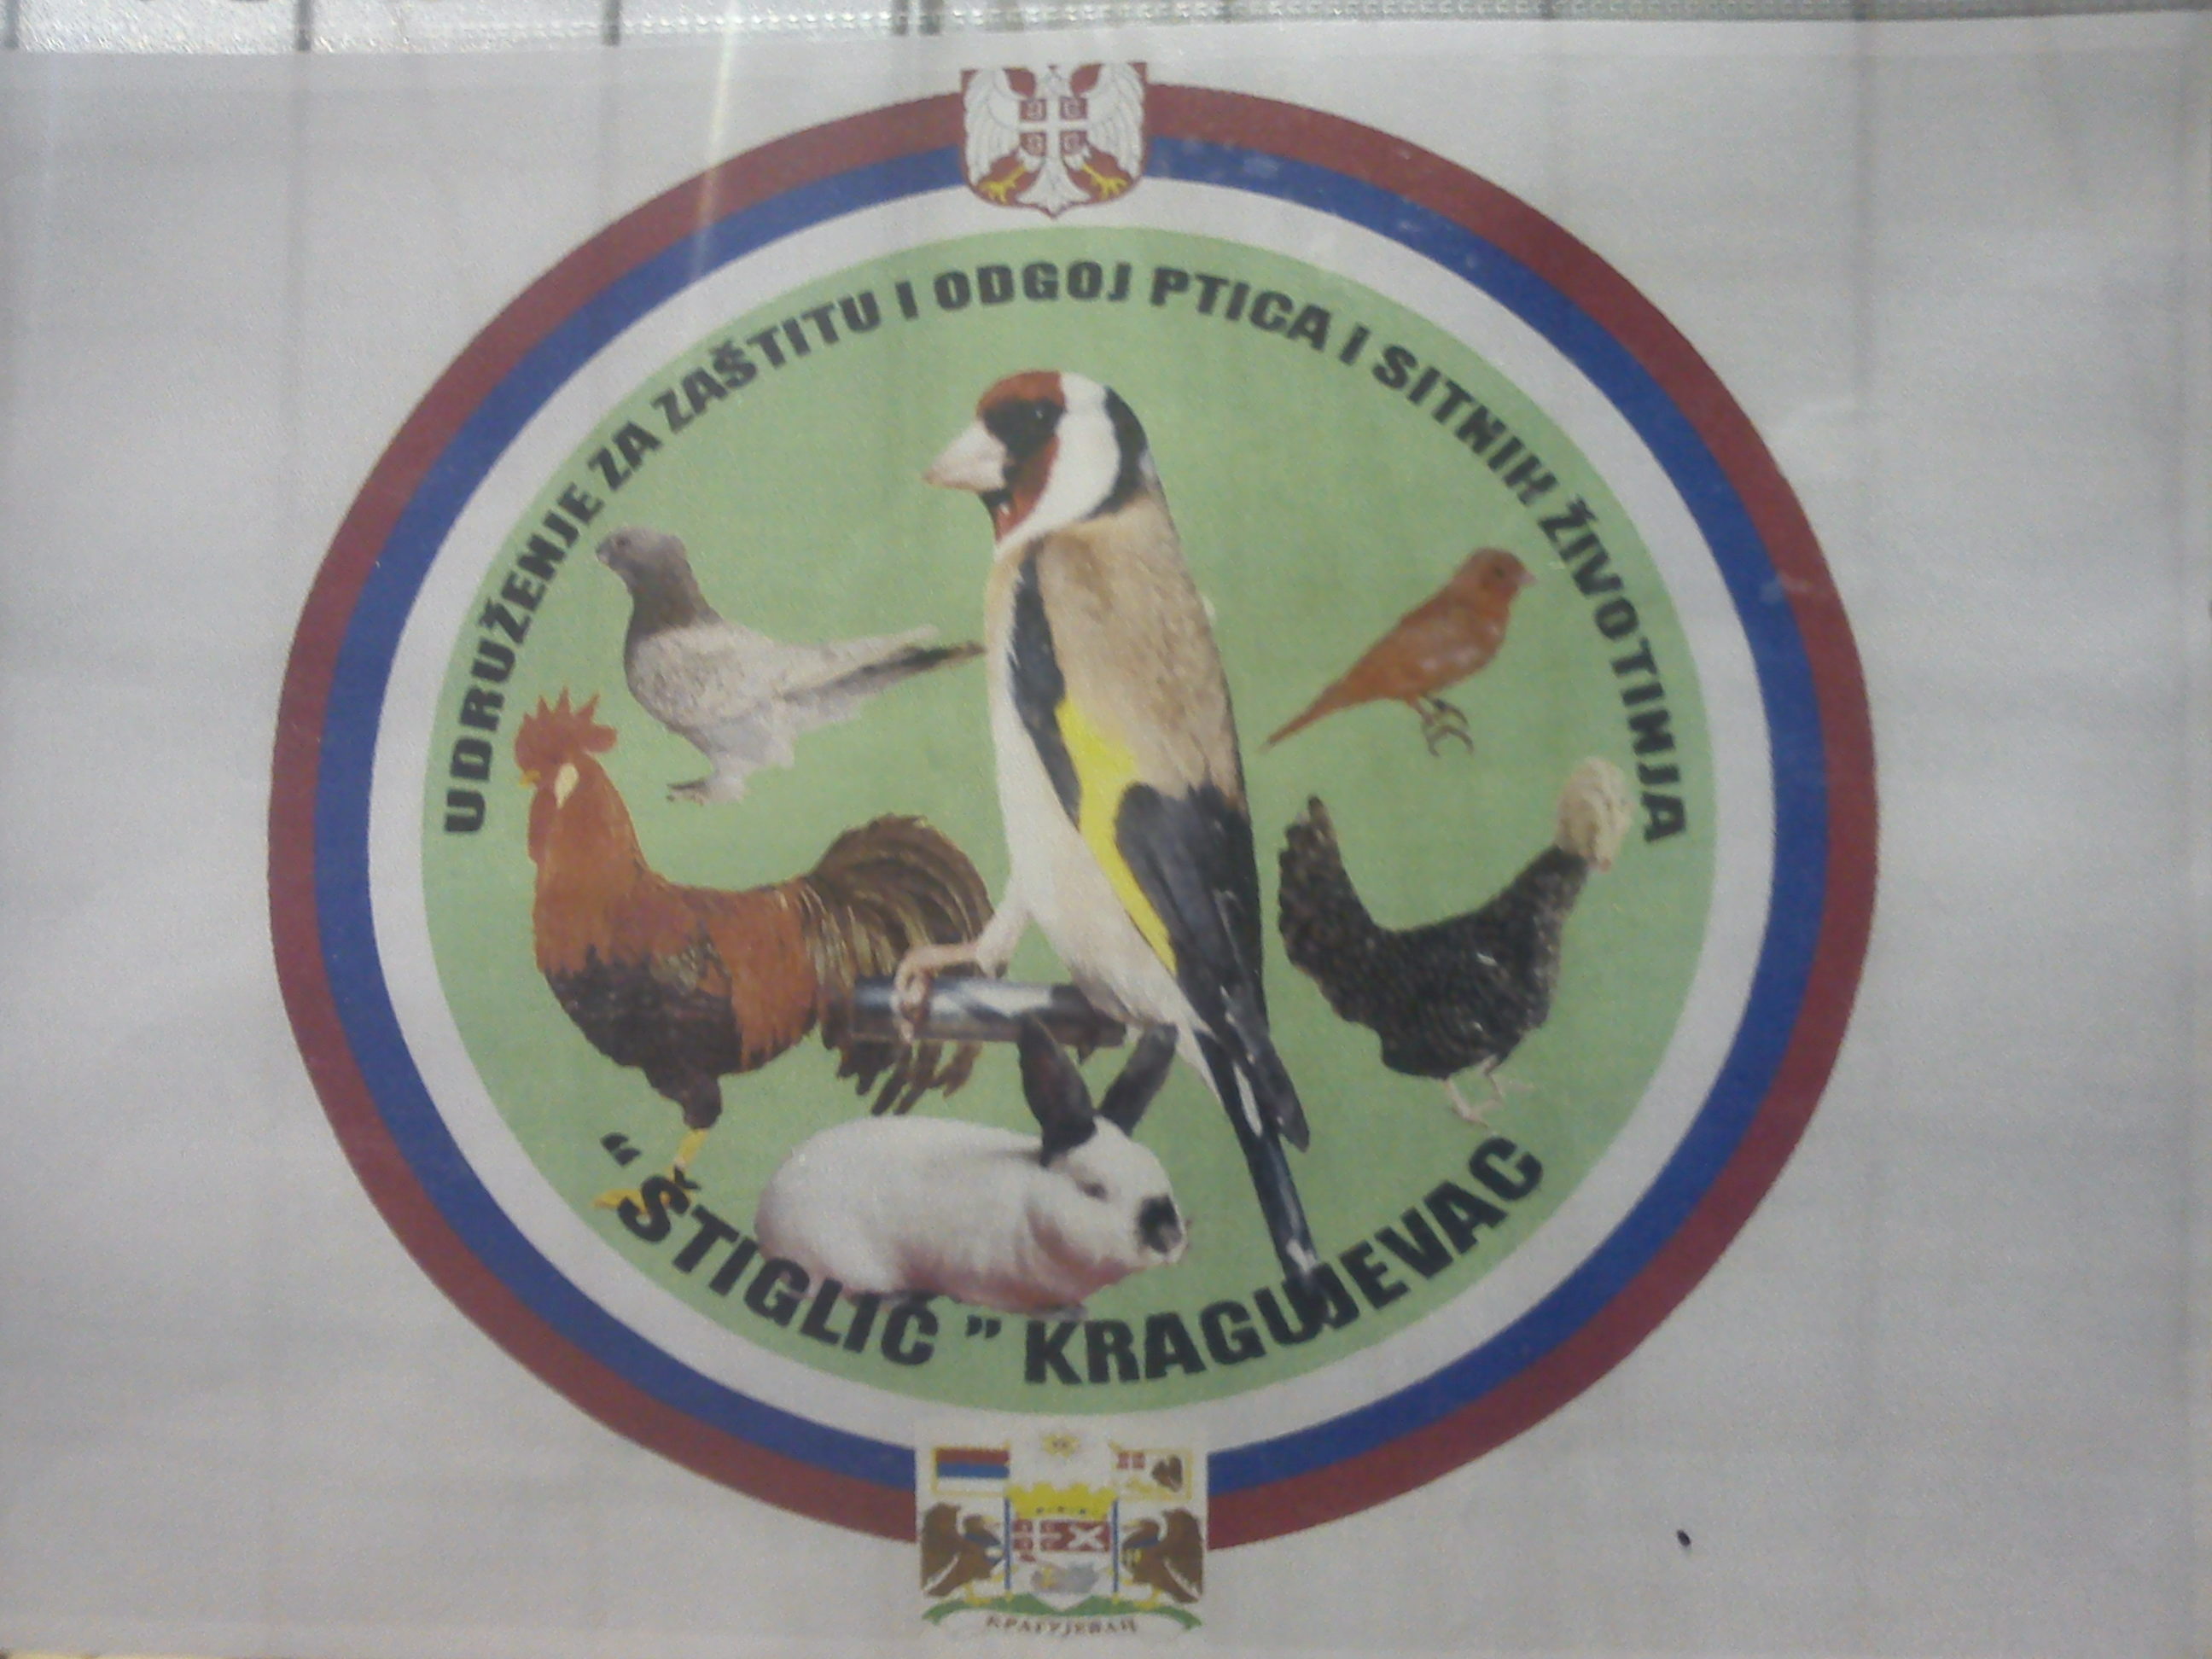 UDRUŽENJE ZA ZAŠTITU I ODGOJ PTICA I SITNIH ŽIVOTINJA
“ŠTIGLIĆ” KRAGUJEVAC
КРАГУЈЕВАЦ